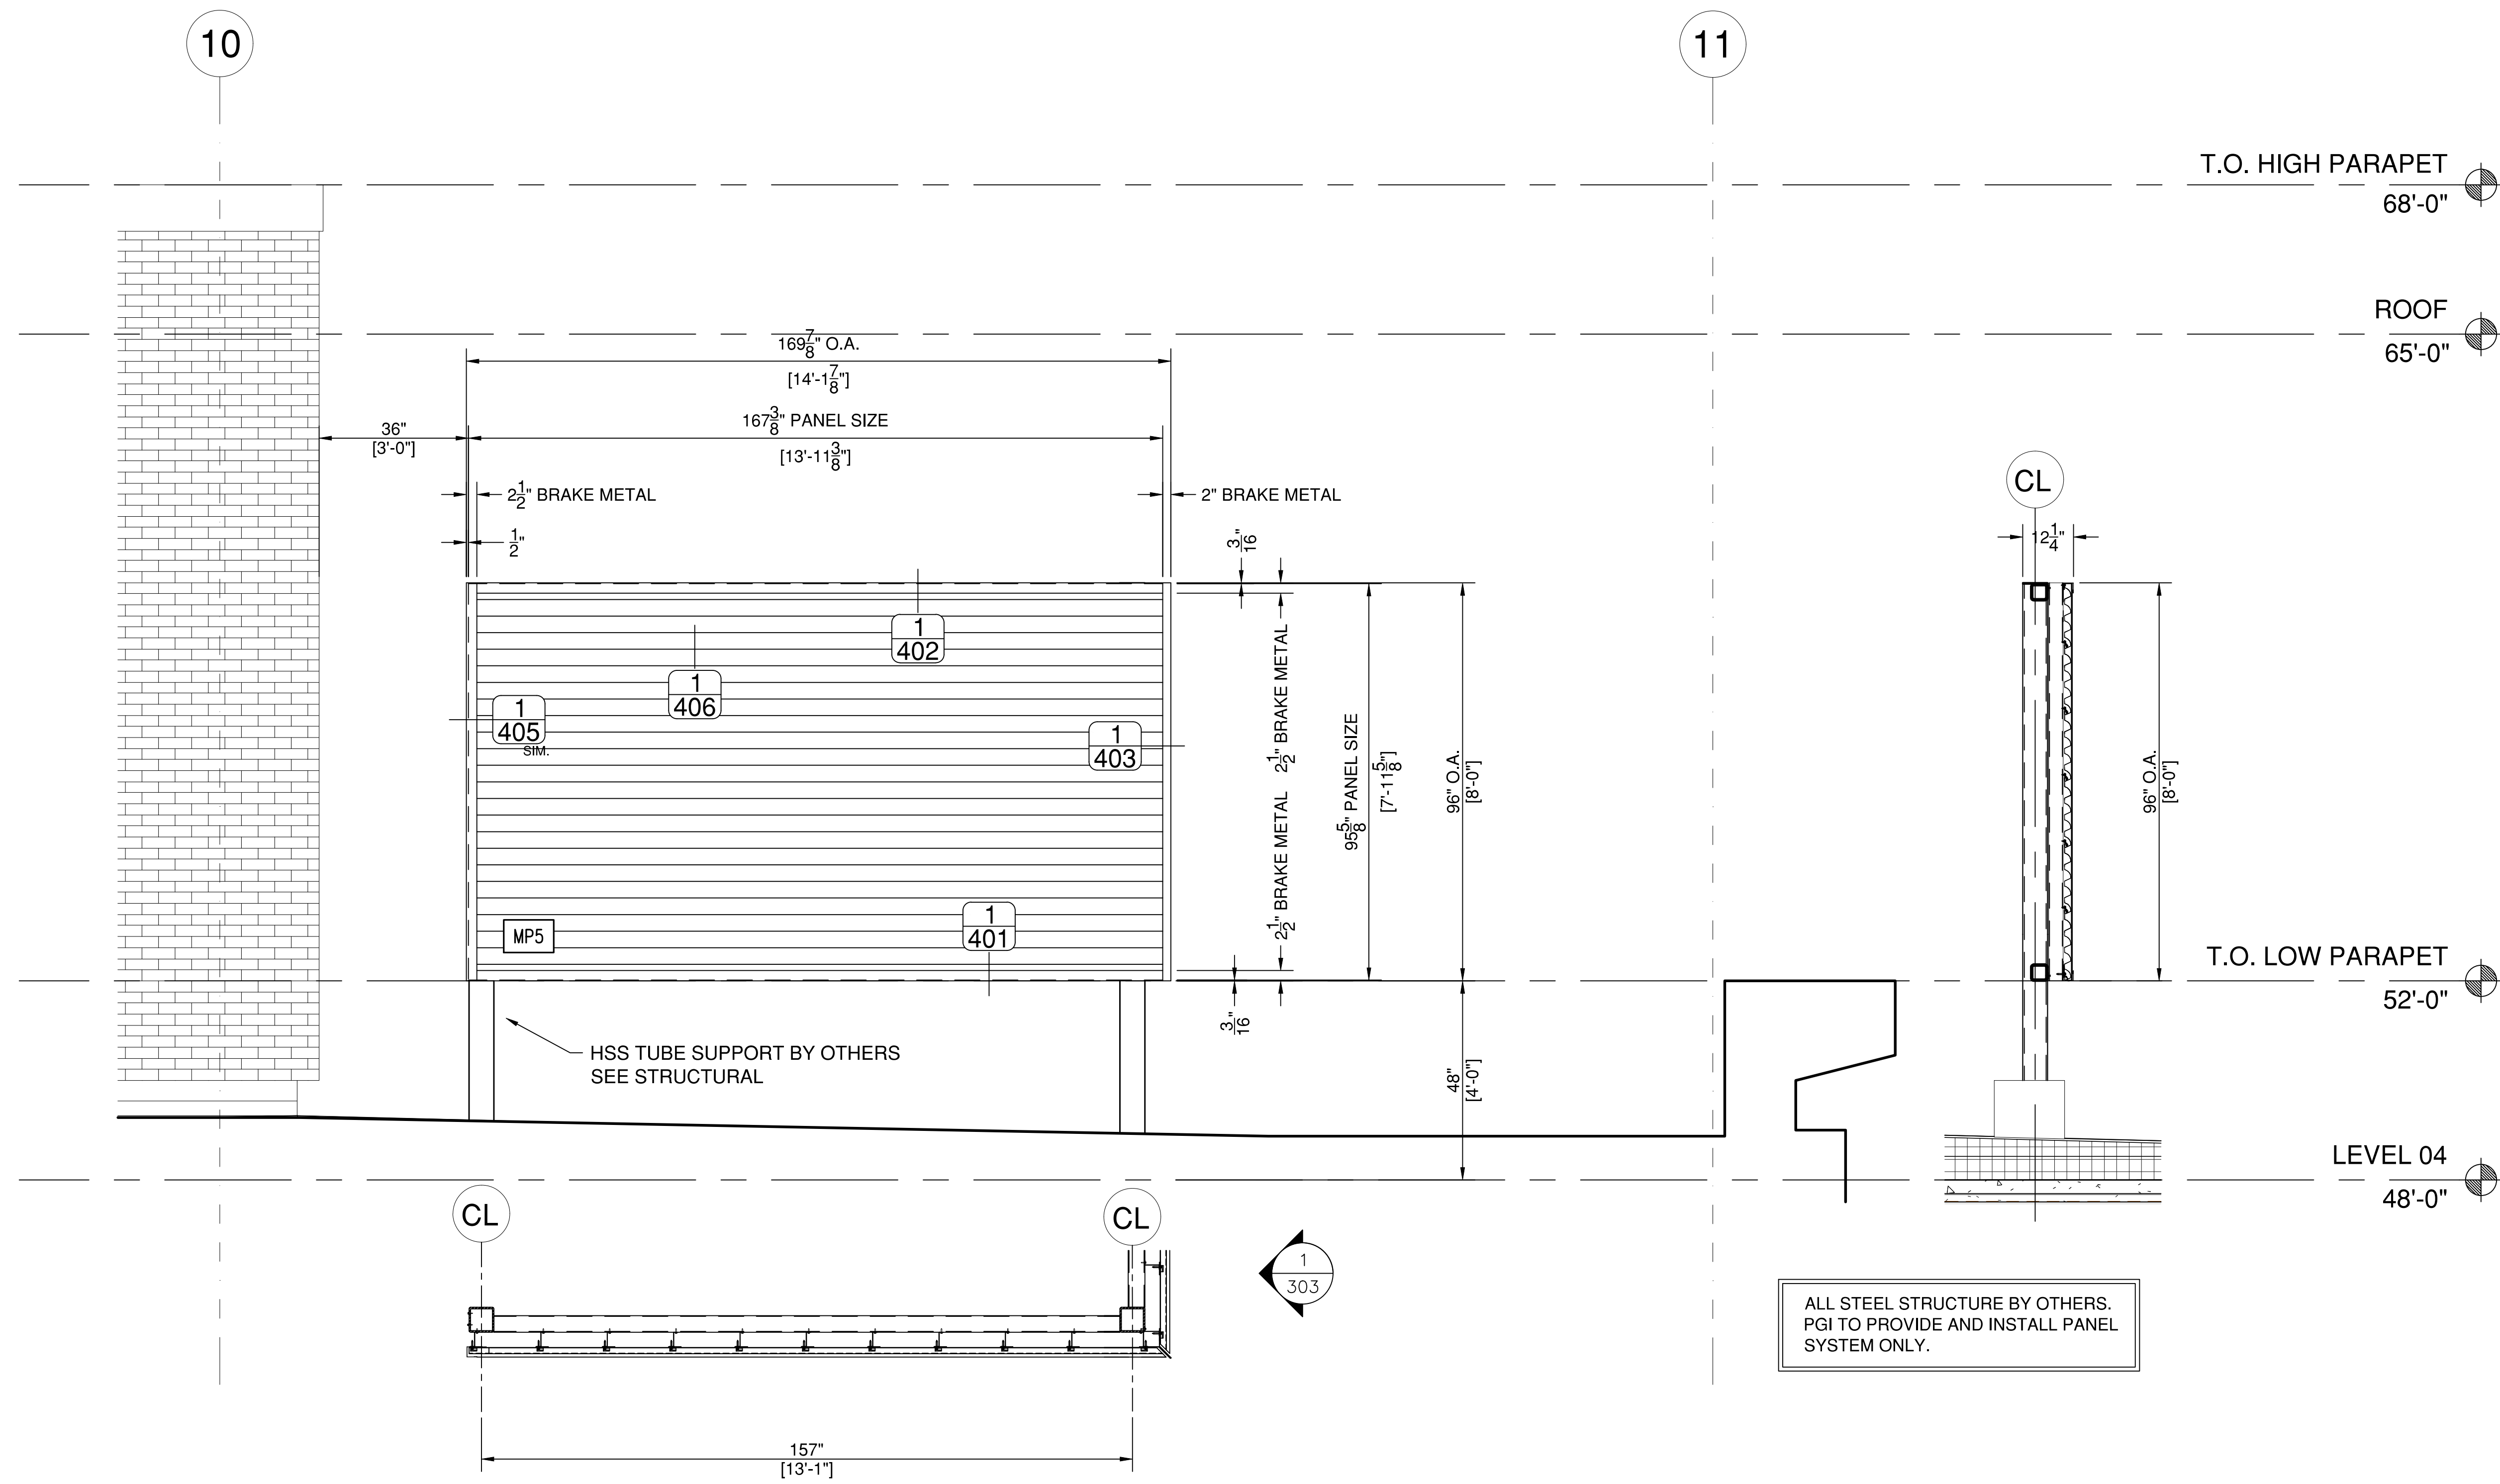 10
11
T.O. HIGH PARAPET
68'-0"
ROOF
65'-0"
169 7/8" O.A.
[14'-1 7/8"]
167 3/8" PANEL SIZE
[13'-11 3/8"]
36"
[3'-0"]
2 1/2" BRAKE METAL
2" BRAKE METAL
1/2"
3/16"
CL
12 1/4"
1
402
1
406
1
405
SIM.
1
403
2 1/2" BRAKE METAL
2 1/2" BRAKE METAL
95 5/8" PANEL SIZE
[7'-11 5/8"]
96" O.A.
[8'-0"]
96" O.A.
[8'-0"]
MP5
1
401
T.O. LOW PARAPET
52'-0"
3/16"
HSS TUBE SUPPORT BY OTHERS
SEE STRUCTURAL
48"
[4'-0"]
LEVEL 04
48'-0"
CL
CL
1
303
ALL STEEL STRUCTURE BY OTHERS.
PGI TO PROVIDE AND INSTALL PANEL
SYSTEM ONLY.
157"
[13'-1"]